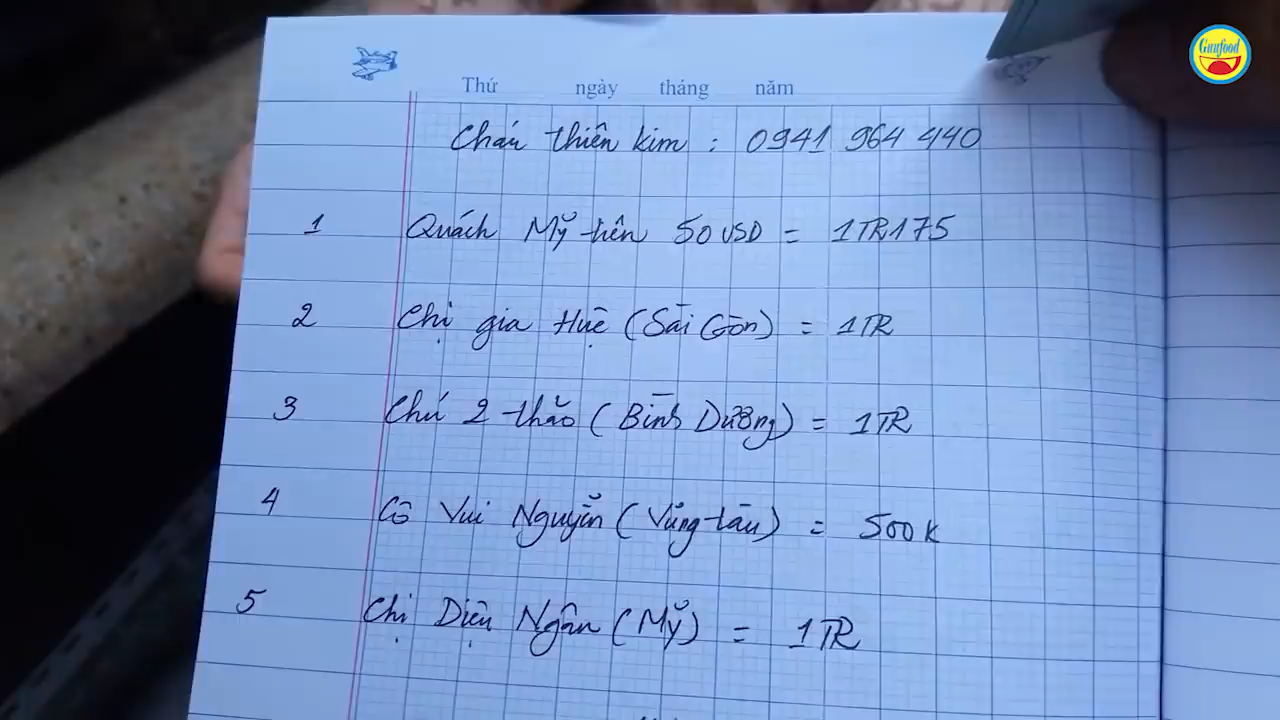 Gunfood
Thứ ngày tháng năm
Cháu thiên kim : 0941 964 440
1 Quách Mỹ tiên 50 USD = 1TR175
2 Chị gia Huệ (Sài Gòn) = 1TR
3 Chú 2 thảo (Bình Dương) = 1TR
4 Cô Vui Nguyễn (Vũng tàu) = 500K
5 Chị Diệu Ngân (Mỹ) = 1TR